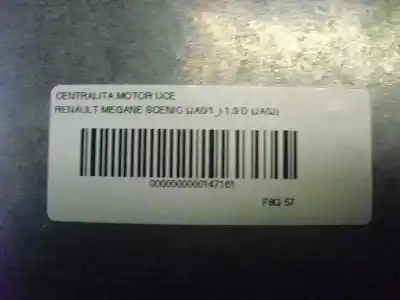 CENTRALITA MOTOR UCE
RENAULT MEGANE SCENIC (JA0/1_) 1.9 D (JA0J)
0000000000147161
F8Q 57